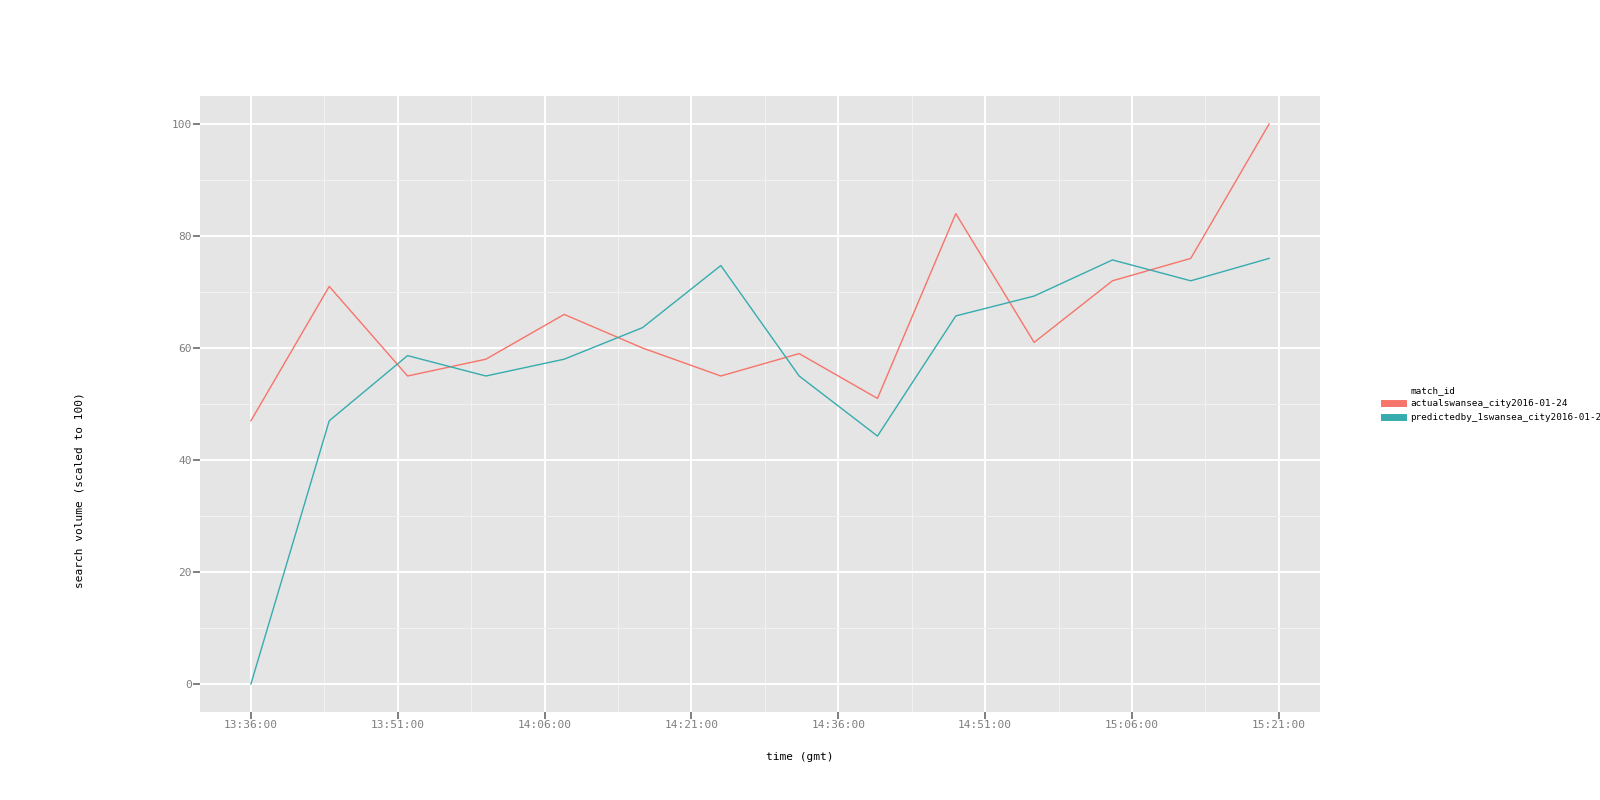 100
80
60
40
20
0
search volume (scaled to 100)
13:36:00 13:51:00 14:06:00 14:21:00 14:36:00 14:51:00 15:06:00 15:21:00
time (gmt)
match_id
actualswansea_city2016-01-24
predictedby_1swansea_city2016-01-2